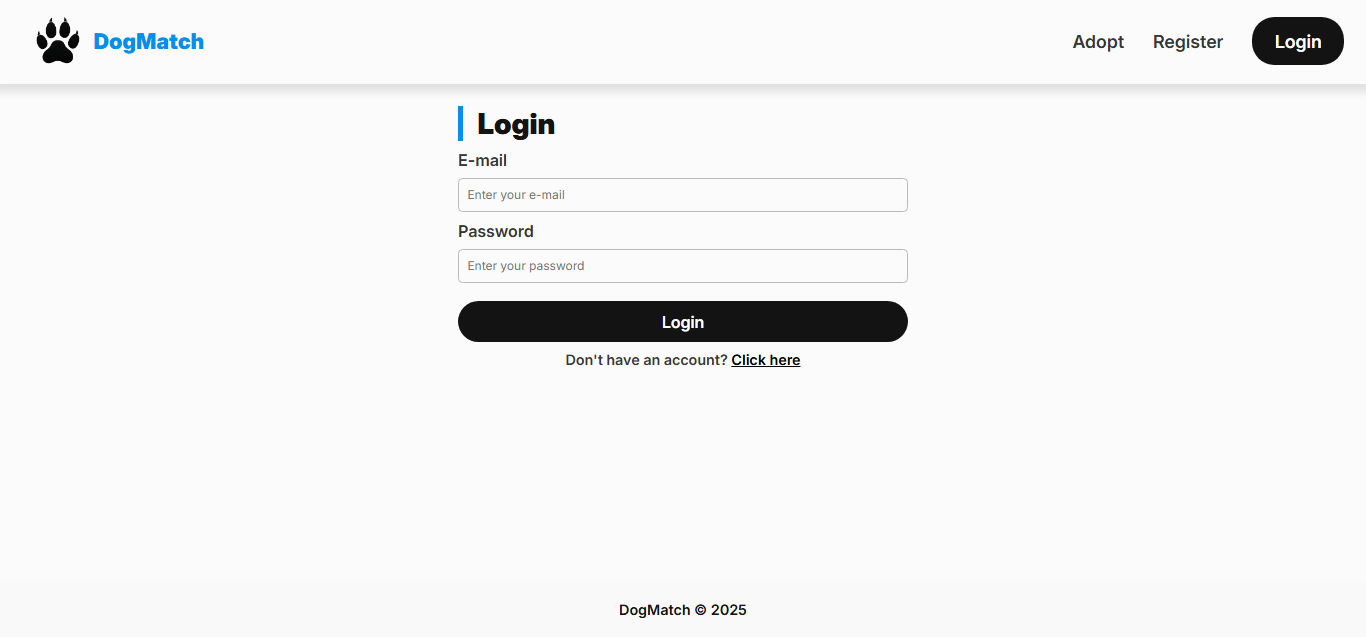 DogMatch
Adopt Register Login
Login
E-mail
Enter your e-mail
Password
Enter your password
Login
Don't have an account? Click here
DogMatch © 2025